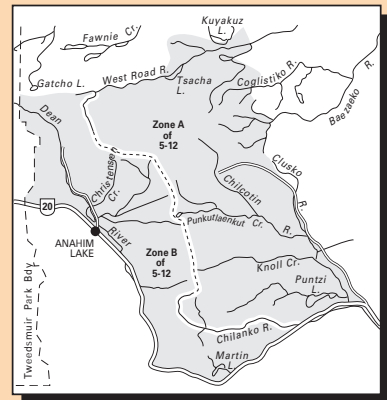 Kuyakuz
L.
Fawnie Cr.
Gatcho L.
West Road R.
Tsacha
L.
Coglistiko R.
Baezaeko R.
Dean
Zone A
of
5-12
Christensen
Cr.
Clusko
R.
Chilcotin
R.
20
Punkutlaenkut Cr.
ANAHIM
LAKE
River
Zone B
of
5-12
Knoll Cr.
Puntzi
L.
Chilanko R.
Martin
L.
Tweedsmuir Park Bdy